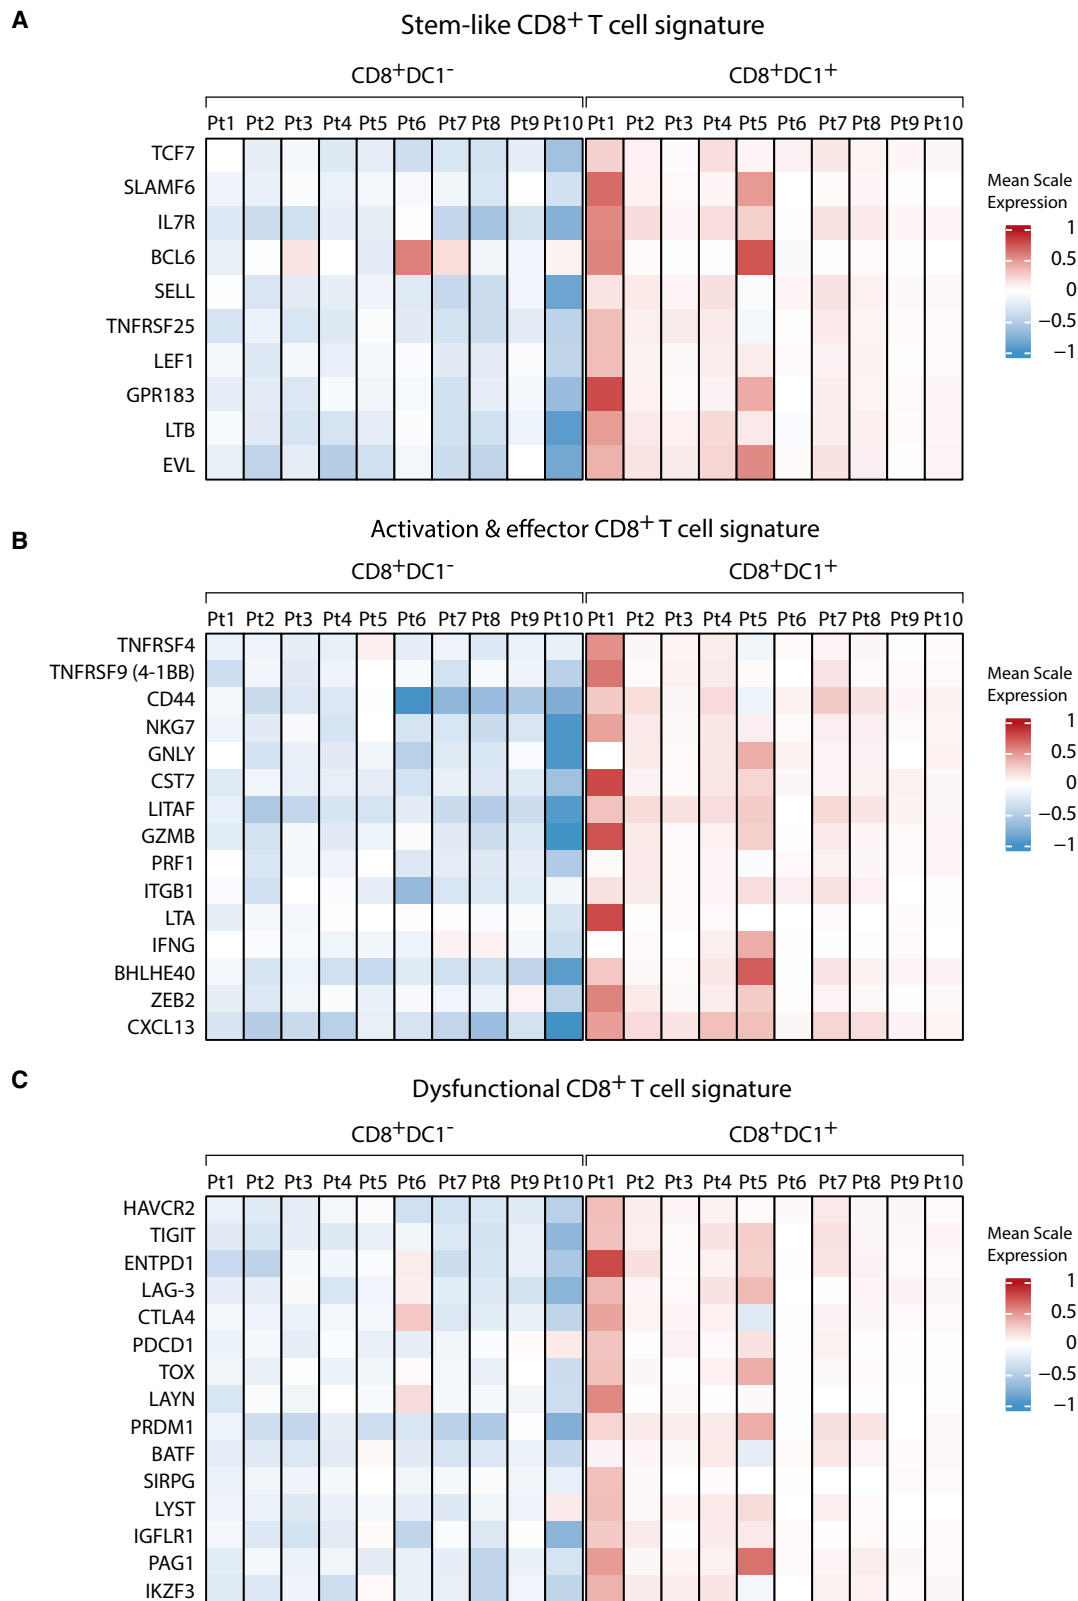 A
Stem-like CD8+ T cell signature
CD8+DC1- CD8+DC1+
Pt1 Pt2 Pt3 Pt4 Pt5 Pt6 Pt7 Pt8 Pt9 Pt10 Pt1 Pt2 Pt3 Pt4 Pt5 Pt6 Pt7 Pt8 Pt9 Pt10
TCF7
SLAMF6
IL7R
BCL6
SELL
TNFRSF25
LEF1
GPR183
LTB
EVL
Mean Scale
Expression
1
0.5
0
−0.5
−1
B
Activation & effector CD8+ T cell signature
CD8+DC1- CD8+DC1+
Pt1 Pt2 Pt3 Pt4 Pt5 Pt6 Pt7 Pt8 Pt9 Pt10 Pt1 Pt2 Pt3 Pt4 Pt5 Pt6 Pt7 Pt8 Pt9 Pt10
TNFRSF4
TNFRSF9 (4-1BB)
CD44
NKG7
GNLY
CST7
LITAF
GZMB
PRF1
ITGB1
LTA
IFNG
BHLHE40
ZEB2
CXCL13
Mean Scale
Expression
1
0.5
0
−0.5
−1
C
Dysfunctional CD8+ T cell signature
CD8+DC1- CD8+DC1+
Pt1 Pt2 Pt3 Pt4 Pt5 Pt6 Pt7 Pt8 Pt9 Pt10 Pt1 Pt2 Pt3 Pt4 Pt5 Pt6 Pt7 Pt8 Pt9 Pt10
HAVCR2
TIGIT
ENTPD1
LAG-3
CTLA4
PDCD1
TOX
LAYN
PRDM1
BATF
SIRPG
LYST
IGFLR1
PAG1
IKZF3
Mean Scale
Expression
1
0.5
0
−0.5
−1